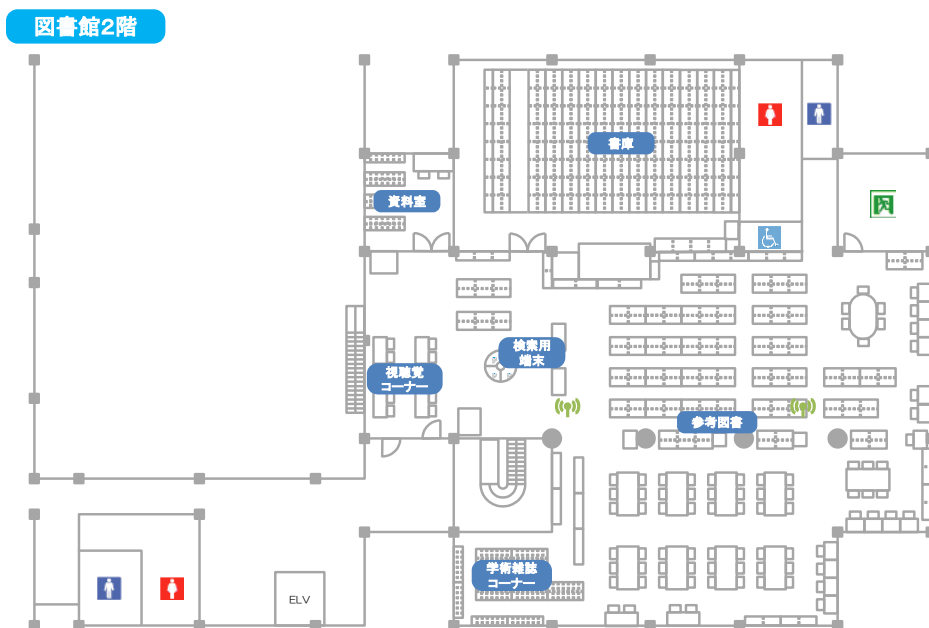 図書館2階
書庫
資料室
検索用
端末
視聴覚
コーナー
参考図書
学術雑誌
コーナー
ELV